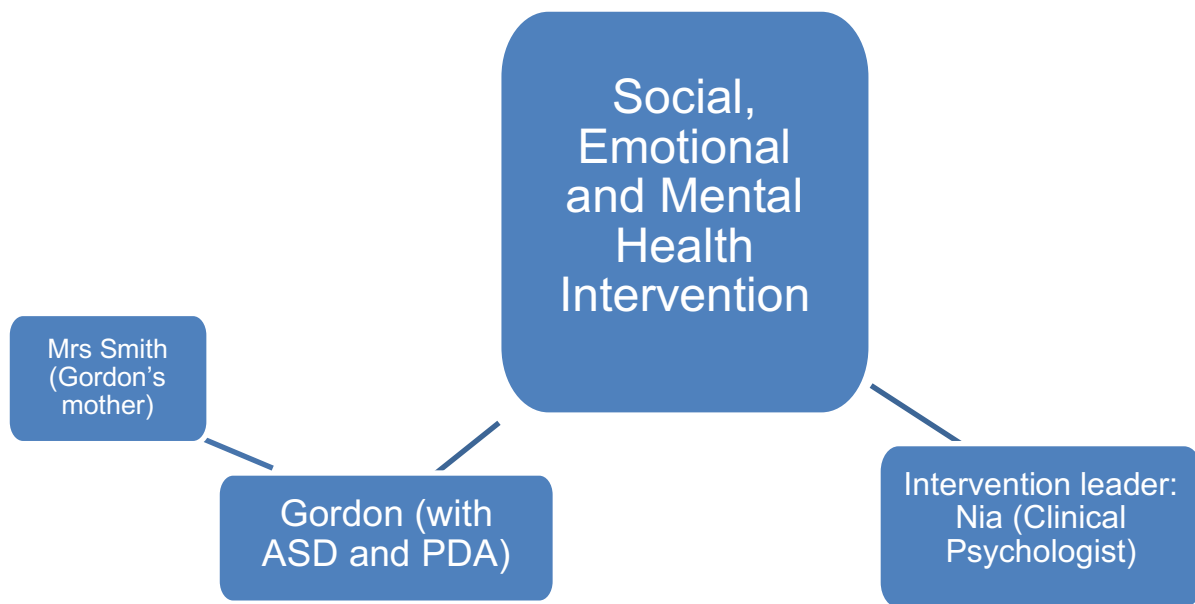 Social,
Emotional
and Mental
Health
Intervention
Mrs Smith
(Gordon’s
mother)
Gordon (with
ASD and PDA)
Intervention leader:
Nia (Clinical
Psychologist)